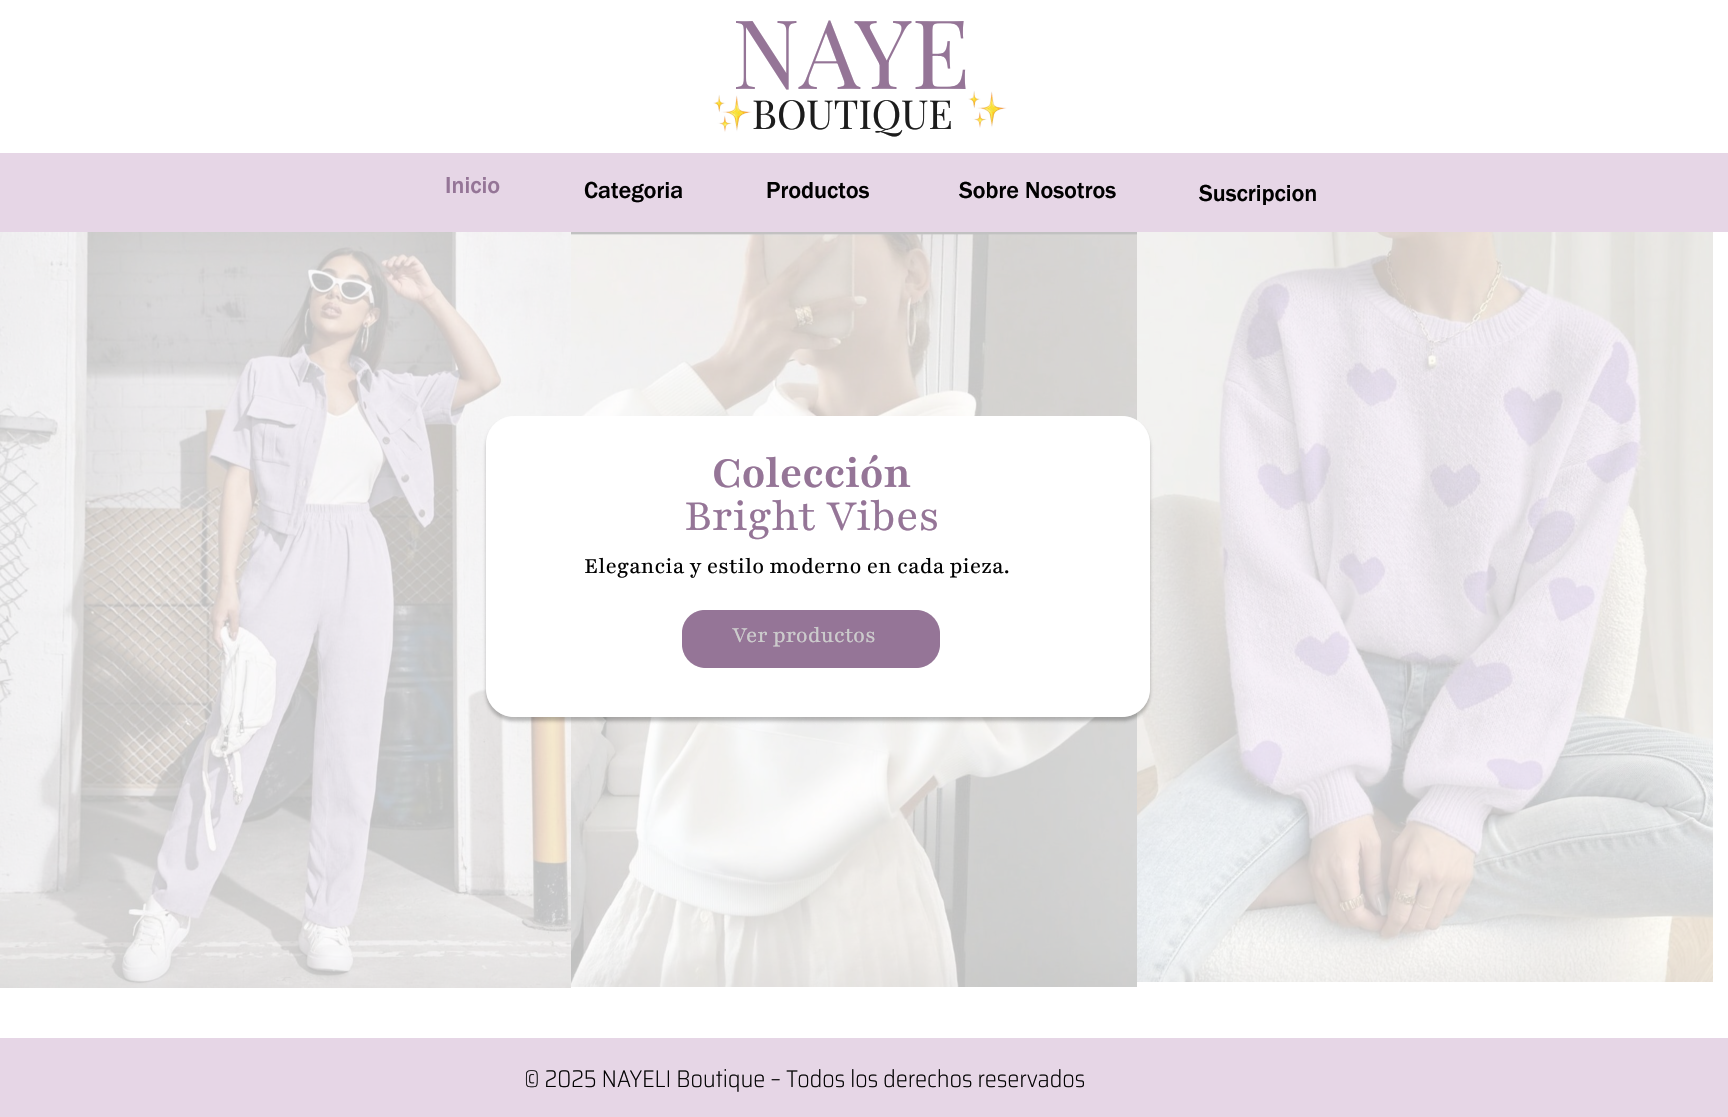 NAYE
✨BOUTIQUE✨
Inicio Categoria Productos Sobre Nosotros Suscripcion
Colección
Bright Vibes
Elegancia y estilo moderno en cada pieza.
Ver productos
© 2025 NAYELI Boutique – Todos los derechos reservados